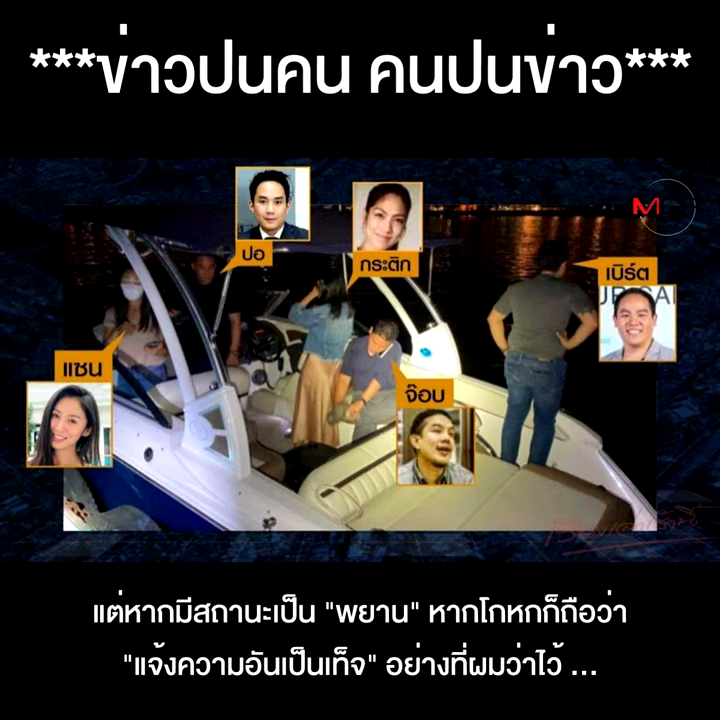 ***ข่าวปนคน คนปนข่าว***
M
ปอ
กระติก
เบิร์ต
แซน
จ๊อบ
แต่หากมีสถานะเป็น "พยาน" หากโกหกก็ถือว่า
"แจ้งความอันเป็นเท็จ" อย่างที่ผมว่าไว้ ...